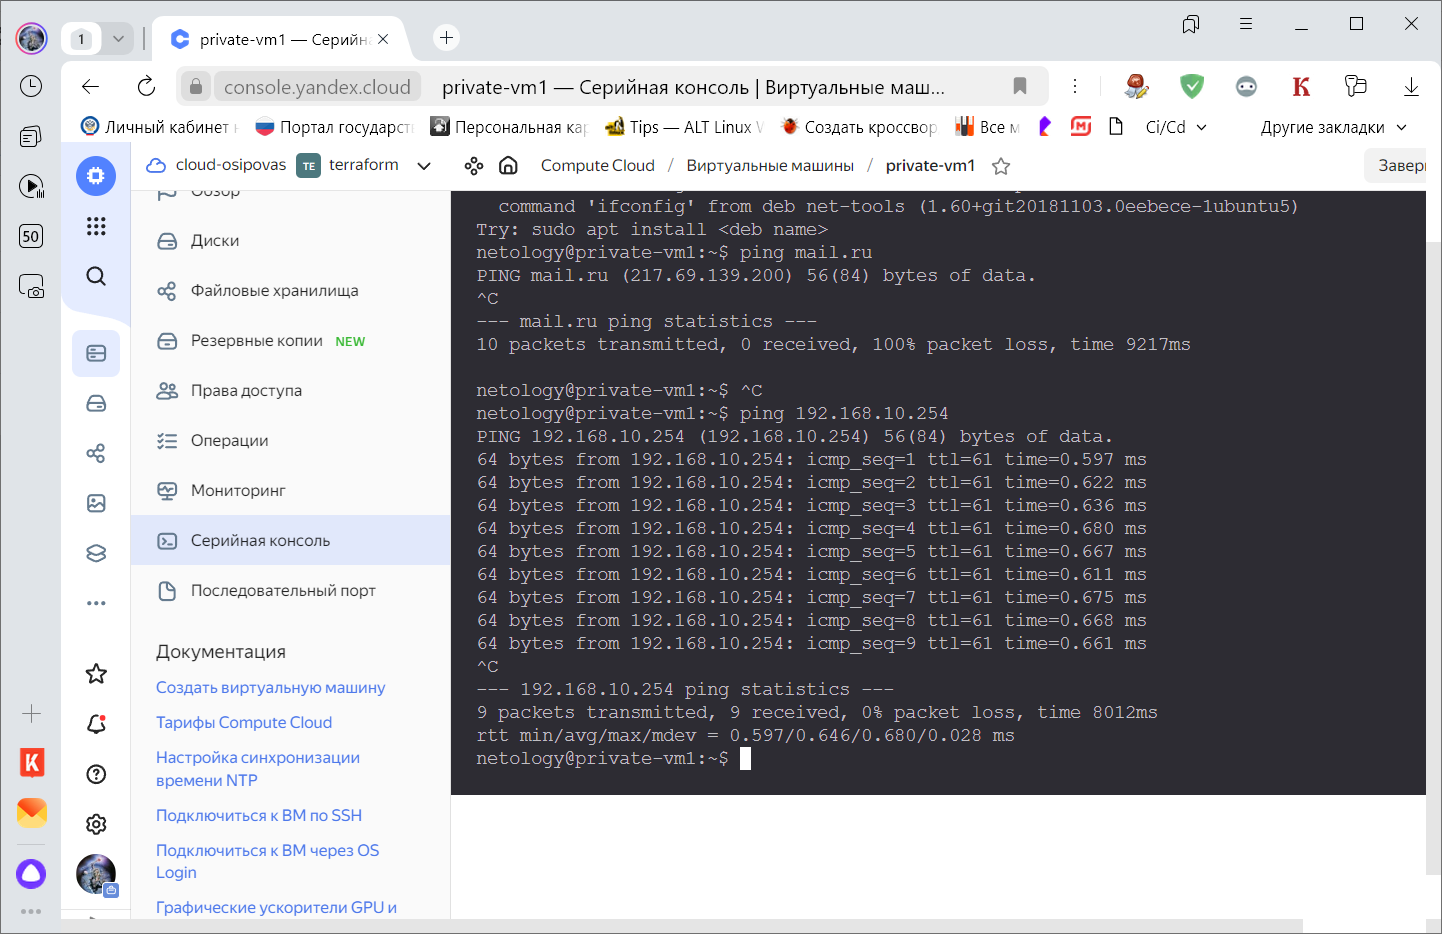 1
private-vm1 — Серийн
console.yandex.cloud
private-vm1 — Серийная консоль | Виртуальные маш...
Личный кабинет
Портал государст
Персональная кар
Tips — ALT Linux W
Создать кроссвор
Все м
Ci/Cd
Другие закладки
50
cloud-osipovas
TE
terraform
Compute Cloud / Виртуальные машины / private-vm1
Завер
Обзор
Диски
Файловые хранилища
Резервные копии NEW
Права доступа
Операции
Мониторинг
Серийная консоль
Последовательный порт
Документация
Создать виртуальную машину
Тарифы Compute Cloud
Настройка синхронизации
времени NTP
Подключиться к ВМ по SSH
Подключиться к ВМ через OS
Login
Графические ускорители GPU и
command 'ifconfig' from deb net-tools (1.60+git20181103.0eebece-1ubuntu5)
Try: sudo apt install <deb name>
netology@private-vm1:~$ ping mail.ru
PING mail.ru (217.69.139.200) 56(84) bytes of data.
^C
--- mail.ru ping statistics ---
10 packets transmitted, 0 received, 100% packet loss, time 9217ms
netology@private-vm1:~$ ^C
netology@private-vm1:~$ ping 192.168.10.254
PING 192.168.10.254 (192.168.10.254) 56(84) bytes of data.
64 bytes from 192.168.10.254: icmp_seq=1 ttl=61 time=0.597 ms
64 bytes from 192.168.10.254: icmp_seq=2 ttl=61 time=0.622 ms
64 bytes from 192.168.10.254: icmp_seq=3 ttl=61 time=0.636 ms
64 bytes from 192.168.10.254: icmp_seq=4 ttl=61 time=0.680 ms
64 bytes from 192.168.10.254: icmp_seq=5 ttl=61 time=0.667 ms
64 bytes from 192.168.10.254: icmp_seq=6 ttl=61 time=0.611 ms
64 bytes from 192.168.10.254: icmp_seq=7 ttl=61 time=0.675 ms
64 bytes from 192.168.10.254: icmp_seq=8 ttl=61 time=0.668 ms
64 bytes from 192.168.10.254: icmp_seq=9 ttl=61 time=0.661 ms
^C
--- 192.168.10.254 ping statistics ---
9 packets transmitted, 9 received, 0% packet loss, time 8012ms
rtt min/avg/max/mdev = 0.597/0.646/0.680/0.028 ms
netology@private-vm1:~$